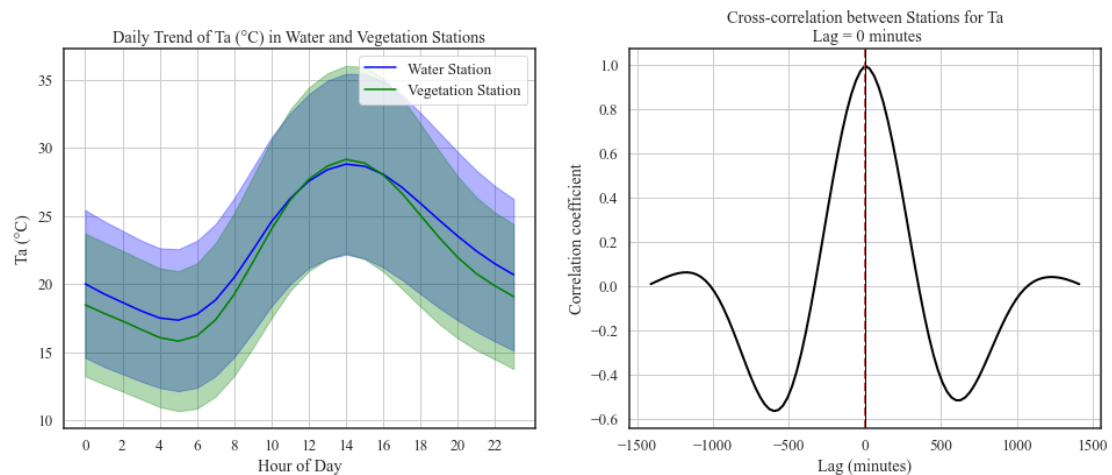 Daily Trend of Ta (°C) in Water and Vegetation Stations
Water Station
Vegetation Station
Ta (°C)
35
30
25
20
15
10
0 2 4 6 8 10 12 14 16 18 20 22
Hour of Day
Cross-correlation between Stations for Ta
Lag = 0 minutes
Correlation coefficient
1.0
0.8
0.6
0.4
0.2
0.0
−0.2
−0.4
−0.6
−1500 −1000 −500 0 500 1000 1500
Lag (minutes)